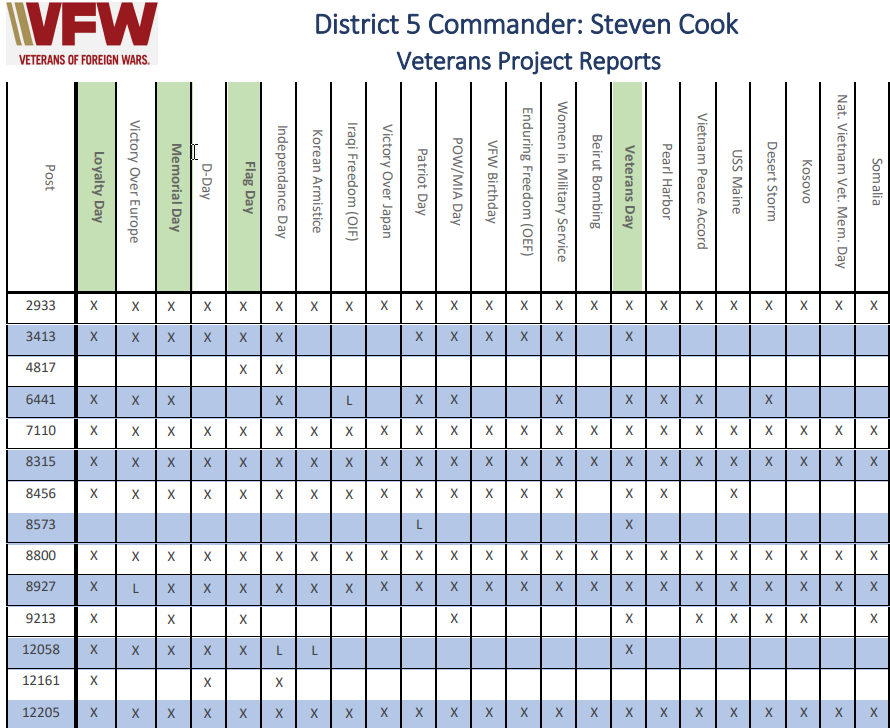 VFW
VETERANS OF FOREIGN WARS.
District 5 Commander: Steven Cook
Veterans Project Reports
Post
Loyalty Day
Victory Over Europe
Memorial Day
D-Day
Flag Day
Independance Day
Korean Armistice
Iraqi Freedom (OIF)
Victory Over Japan
Patriot Day
POW/MIA Day
VFW Birthday
Enduring Freedom (OEF)
Women in Military Service
Beirut Bombing
Veterans Day
Pearl Harbor
Vietnam Peace Accord
USS Maine
Desert Storm
Kosovo
Nat. Vietnam Vet. Mem. Day
Somalia
2933 X X X X X X X X X X X X X X X X X X X X X X X
3413 X X X X X X X X X X X X
4817 X X
6441 X X X X L X X X X X X X
7110 X X X X X X X X X X X X X X X X X X X X X X X
8315 X X X X X X X X X X X X X X X X X X X X X X X
8456 X X X X X X X X X X X X X X X X X
8573 L X
8800 X X X X X X X X X X X X X X X X X X X X X X X
8927 X L X X X X X X X X X X X X X X X X X X X X X
9213 X X X X X X X X X X
12058 X X X X X L L X
12161 X X X
12205 X X X X X X X X X X X X X X X X X X X X X X X